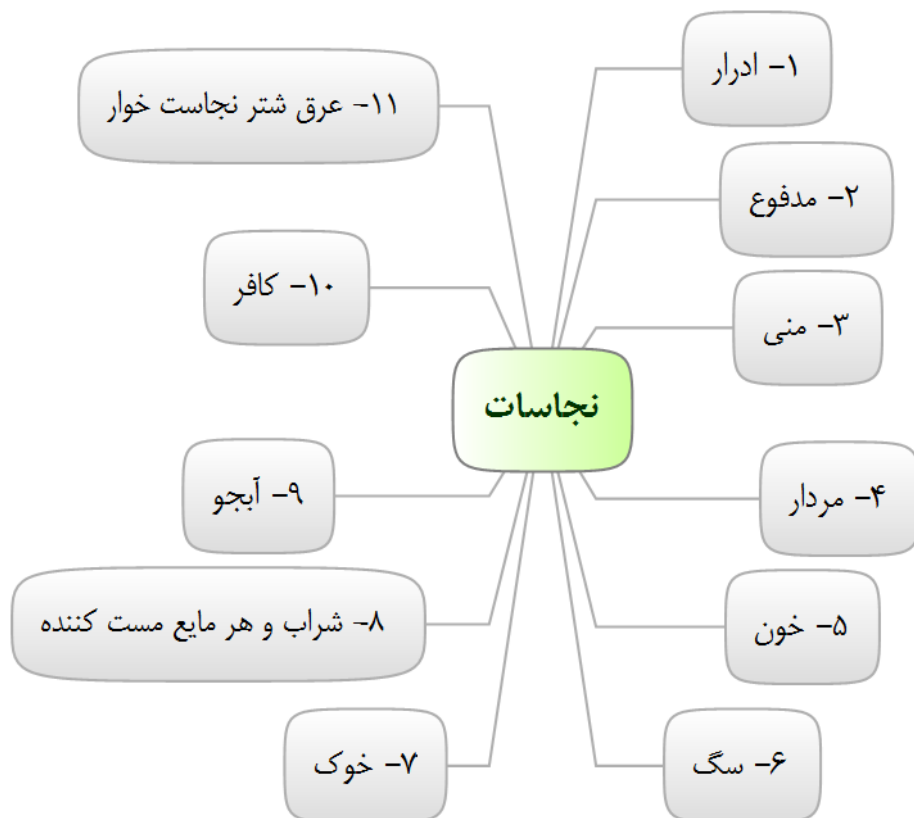 نجاسات
۱- ادرار
۲- مدفوع
۳- منی
۴- مردار
۵- خون
۶- سگ
۷- خوک
۸- شراب و هر مایع مست کننده
۹- آبجو
۱۰- کافر
۱۱- عرق شتر نجاست خوار